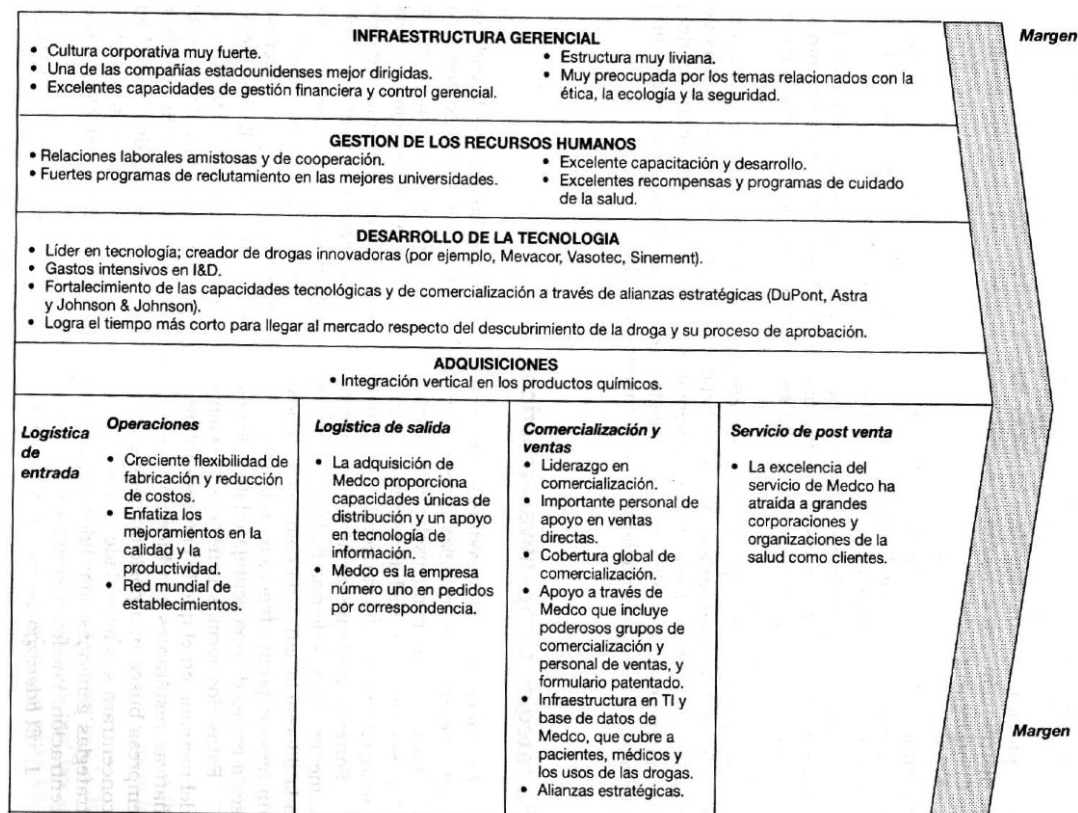 Margen
INFRAESTRUCTURA GERENCIAL
• Cultura corporativa muy fuerte.
• Una de las compañías estadounidenses mejor dirigidas.
• Excelentes capacidades de gestión financiera y control gerencial.
• Estructura muy liviana.
• Muy preocupada por los temas relacionados con la
ética, la ecología y la seguridad.
GESTION DE LOS RECURSOS HUMANOS
• Relaciones laborales amistosas y de cooperación.
• Fuertes programas de reclutamiento en las mejores universidades.
• Excelente capacitación y desarrollo.
• Excelentes recompensas y programas de cuidado
de la salud.
DESARROLLO DE LA TECNOLOGIA
• Líder en tecnología; creador de drogas innovadoras (por ejemplo, Mevacor, Vasotec, Sinement).
• Gastos intensivos en I&D.
• Fortalecimiento de las capacidades tecnológicas y de comercialización a través de alianzas estratégicas (DuPont, Astra
y Johnson & Johnson).
• Logra el tiempo más corto para llegar al mercado respecto del descubrimiento de la droga y su proceso de aprobación.
ADQUISICIONES
• Integración vertical en los productos químicos.
Logística
de
entrada
Operaciones
• Creciente flexibilidad de
fabricación y reducción
de costos.
• Enfatiza los
mejoramientos en la
calidad y la
productividad.
• Red mundial de
establecimientos.
Logística de salida
• La adquisición de
Medco proporciona
capacidades únicas de
distribución y un apoyo
en tecnología de
información.
• Medco es la empresa
número uno en pedidos
por correspondencia.
Comercialización y
ventas
• Liderazgo en
comercialización.
• Importante personal de
apoyo en ventas
directas.
• Cobertura global de
comercialización.
• Apoyo a través de
Medco que incluye
poderosos grupos de
comercialización y
personal de ventas, y
formulario patentado.
• Infraestructura en TI y
base de datos de
Medco, que cubre a
pacientes, médicos y
los usos de las drogas.
• Alianzas estratégicas.
Servicio de post venta
• La excelencia del
servicio de Medco ha
atraída a grandes
corporaciones y
organizaciones de la
salud como clientes.
Margen